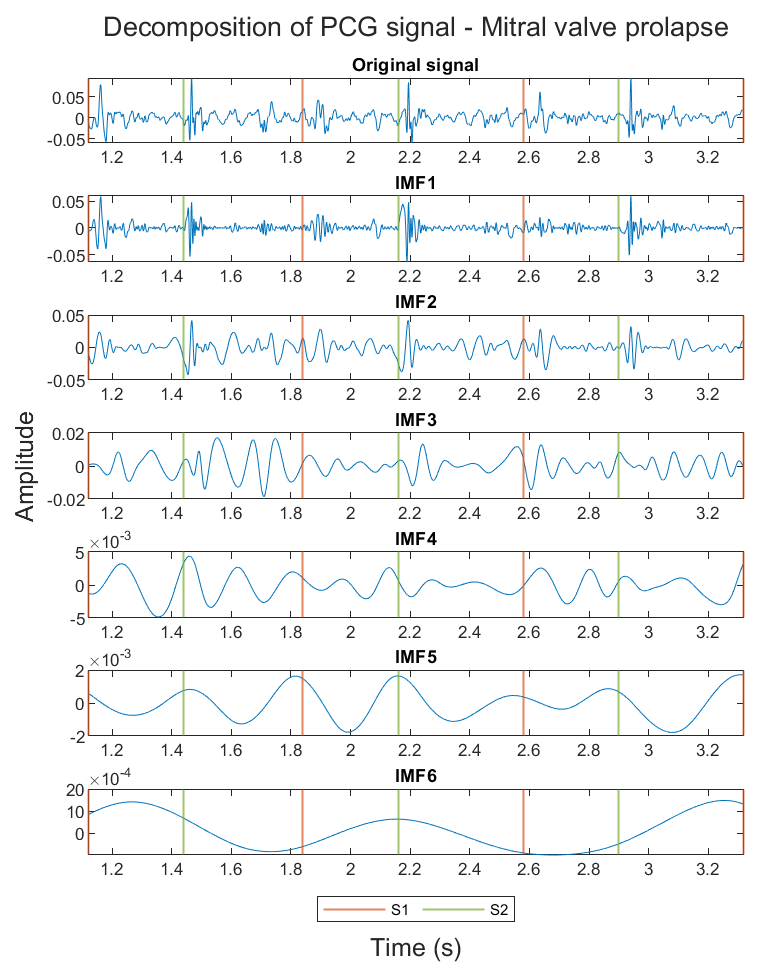 Decomposition of PCG signal - Mitral valve prolapse
Original signal
0.05
0
-0.05
1.2 1.4 1.6 1.8 2 2.2 2.4 2.6 2.8 3 3.2
IMF1
0.05
0
-0.05
1.2 1.4 1.6 1.8 2 2.2 2.4 2.6 2.8 3 3.2
IMF2
0.05
0
-0.05
1.2 1.4 1.6 1.8 2 2.2 2.4 2.6 2.8 3 3.2
Amplitude
IMF3
0.02
0
-0.02
1.2 1.4 1.6 1.8 2 2.2 2.4 2.6 2.8 3 3.2
×10⁻³
IMF4
5
0
-5
1.2 1.4 1.6 1.8 2 2.2 2.4 2.6 2.8 3 3.2
×10⁻³
IMF5
2
0
-2
1.2 1.4 1.6 1.8 2 2.2 2.4 2.6 2.8 3 3.2
×10⁻⁴
IMF6
20
10
0
1.2 1.4 1.6 1.8 2 2.2 2.4 2.6 2.8 3 3.2
S1 S2
Time (s)